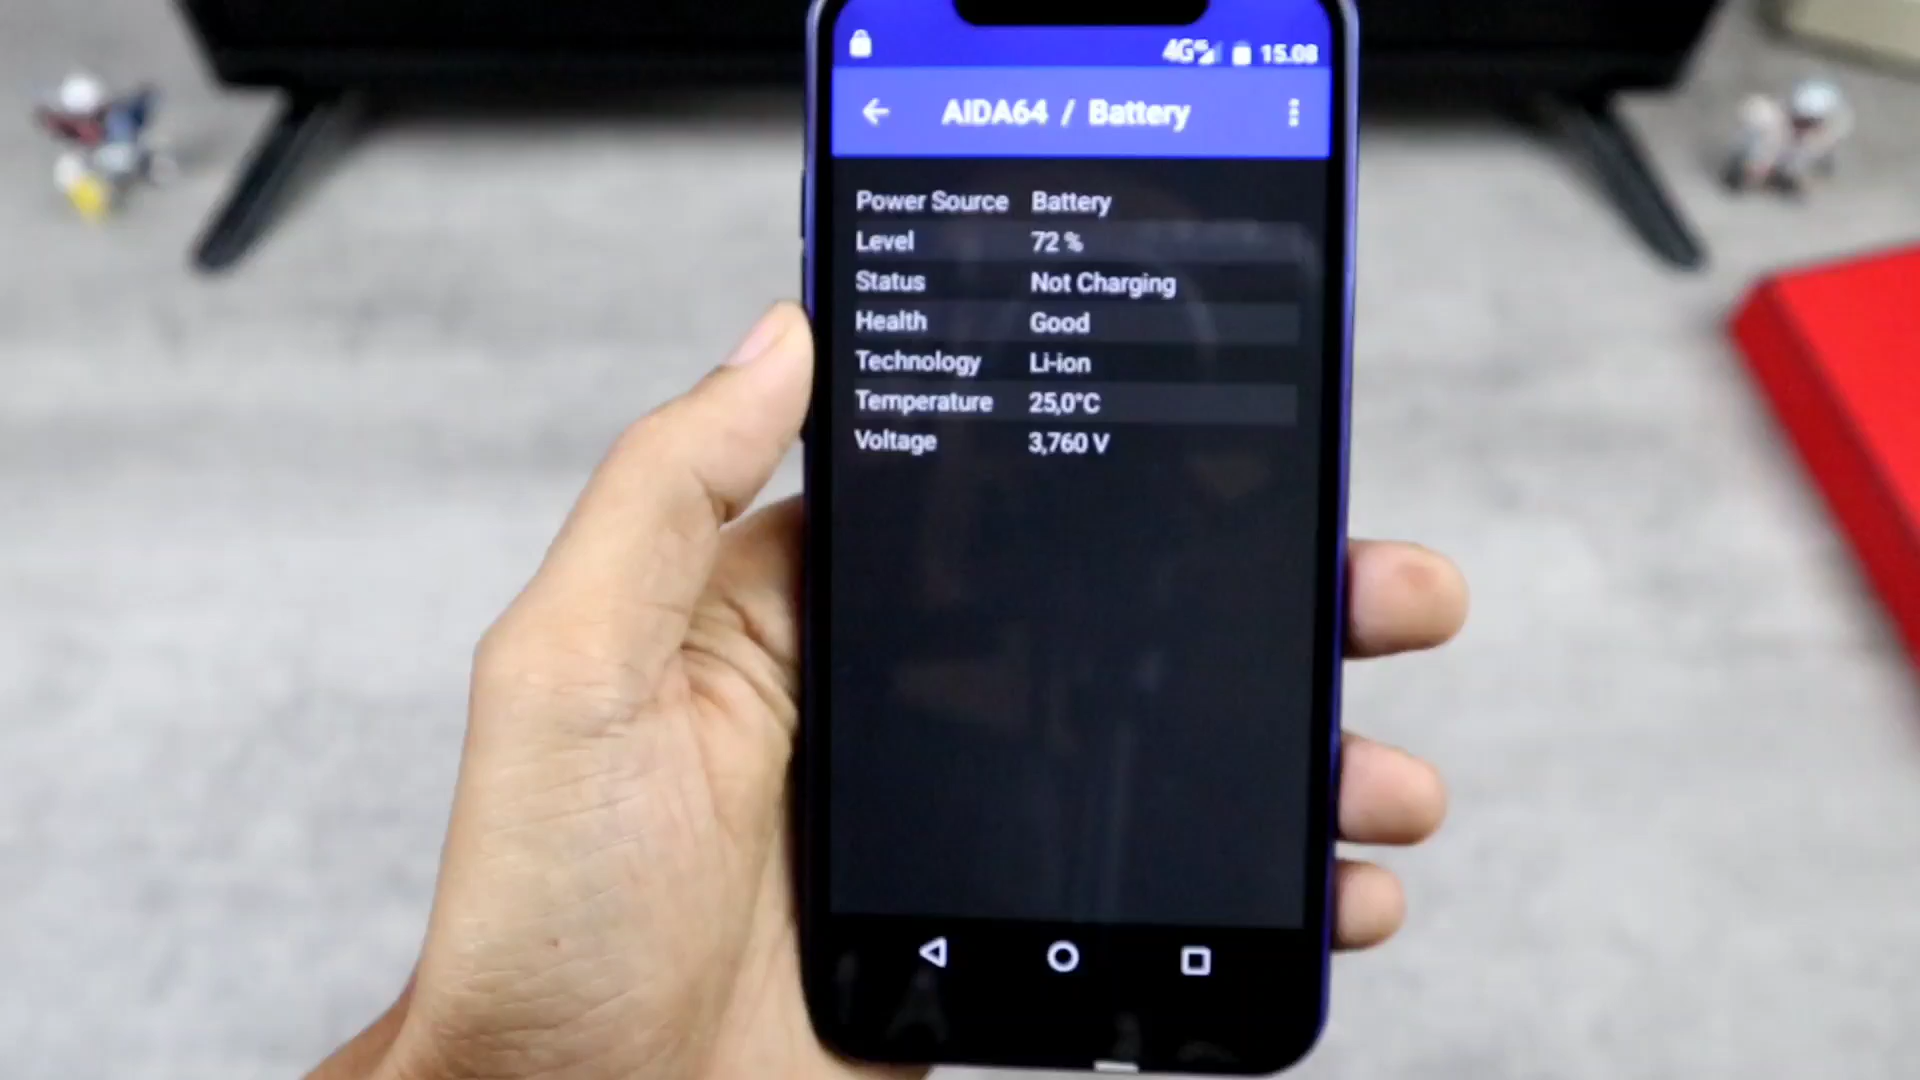 4G 15.08
AIDA64 / Battery
Power Source Battery
Level 72 %
Status Not Charging
Health Good
Technology Li-ion
Temperature 25,0°C
Voltage 3,760 V